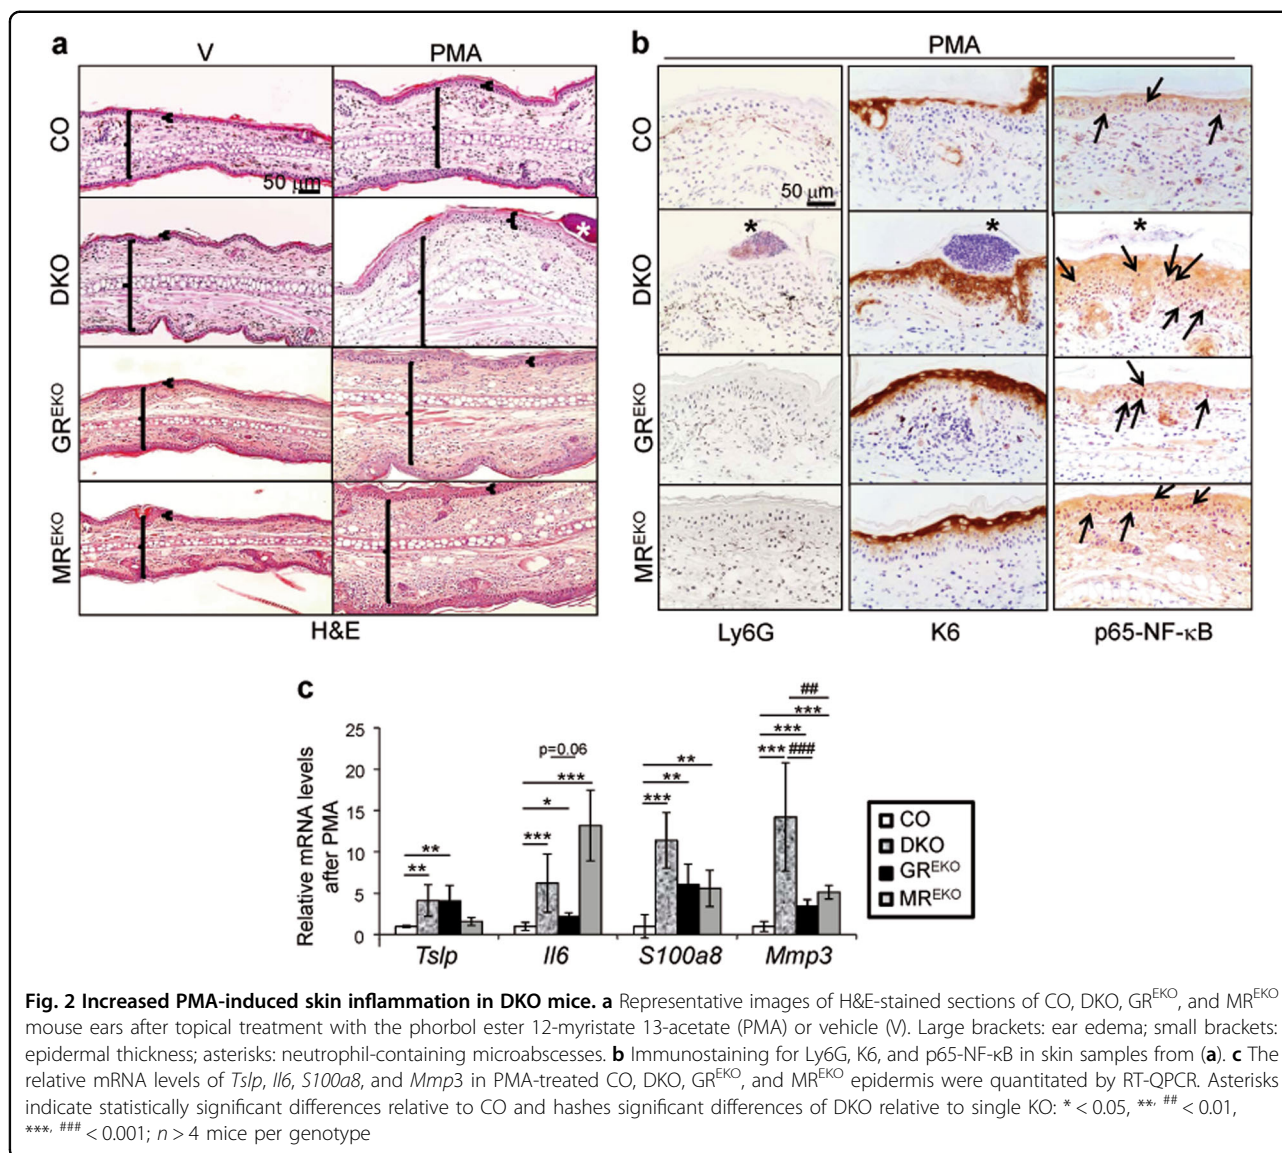 a
V
PMA
CO
50 μm
DKO
*
GR^EKO
MR^EKO
H&E
b
PMA
CO
50 μm
DKO
*
*
*
GR^EKO
MR^EKO
Ly6G
K6
p65-NF-κB
c
Relative mRNA levels
after PMA
25
20
15
10
5
0
**
**
p=0.06
***
*
***
**
**
***
##
***
***
*** ###
Tslp
Il6
S100a8
Mmp3
CO
DKO
GR^EKO
MR^EKO
Fig. 2 Increased PMA-induced skin inflammation in DKO mice. a Representative images of H&E-stained sections of CO, DKO, GR^EKO, and MR^EKO
mouse ears after topical treatment with the phorbol ester 12-myristate 13-acetate (PMA) or vehicle (V). Large brackets: ear edema; small brackets:
epidermal thickness; asterisks: neutrophil-containing microabscesses. b Immunostaining for Ly6G, K6, and p65-NF-κB in skin samples from (a). c The
relative mRNA levels of Tslp, Il6, S100a8, and Mmp3 in PMA-treated CO, DKO, GR^EKO, and MR^EKO epidermis were quantitated by RT-QPCR. Asterisks
indicate statistically significant differences relative to CO and hashes significant differences of DKO relative to single KO: * < 0.05, **, ## < 0.01,
***, ### < 0.001; n > 4 mice per genotype